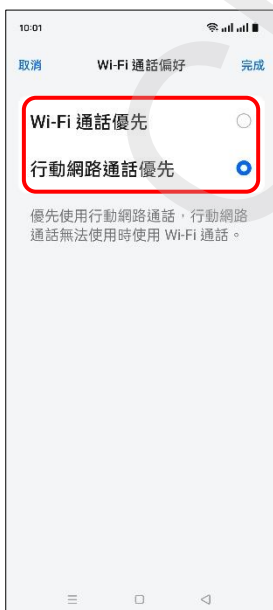 10:01
取消 Wi-Fi 通話偏好 完成
Wi-Fi 通話優先
行動網路通話優先
優先使用行動網路通話，行動網路
通話無法使用時使用 Wi-Fi 通話。